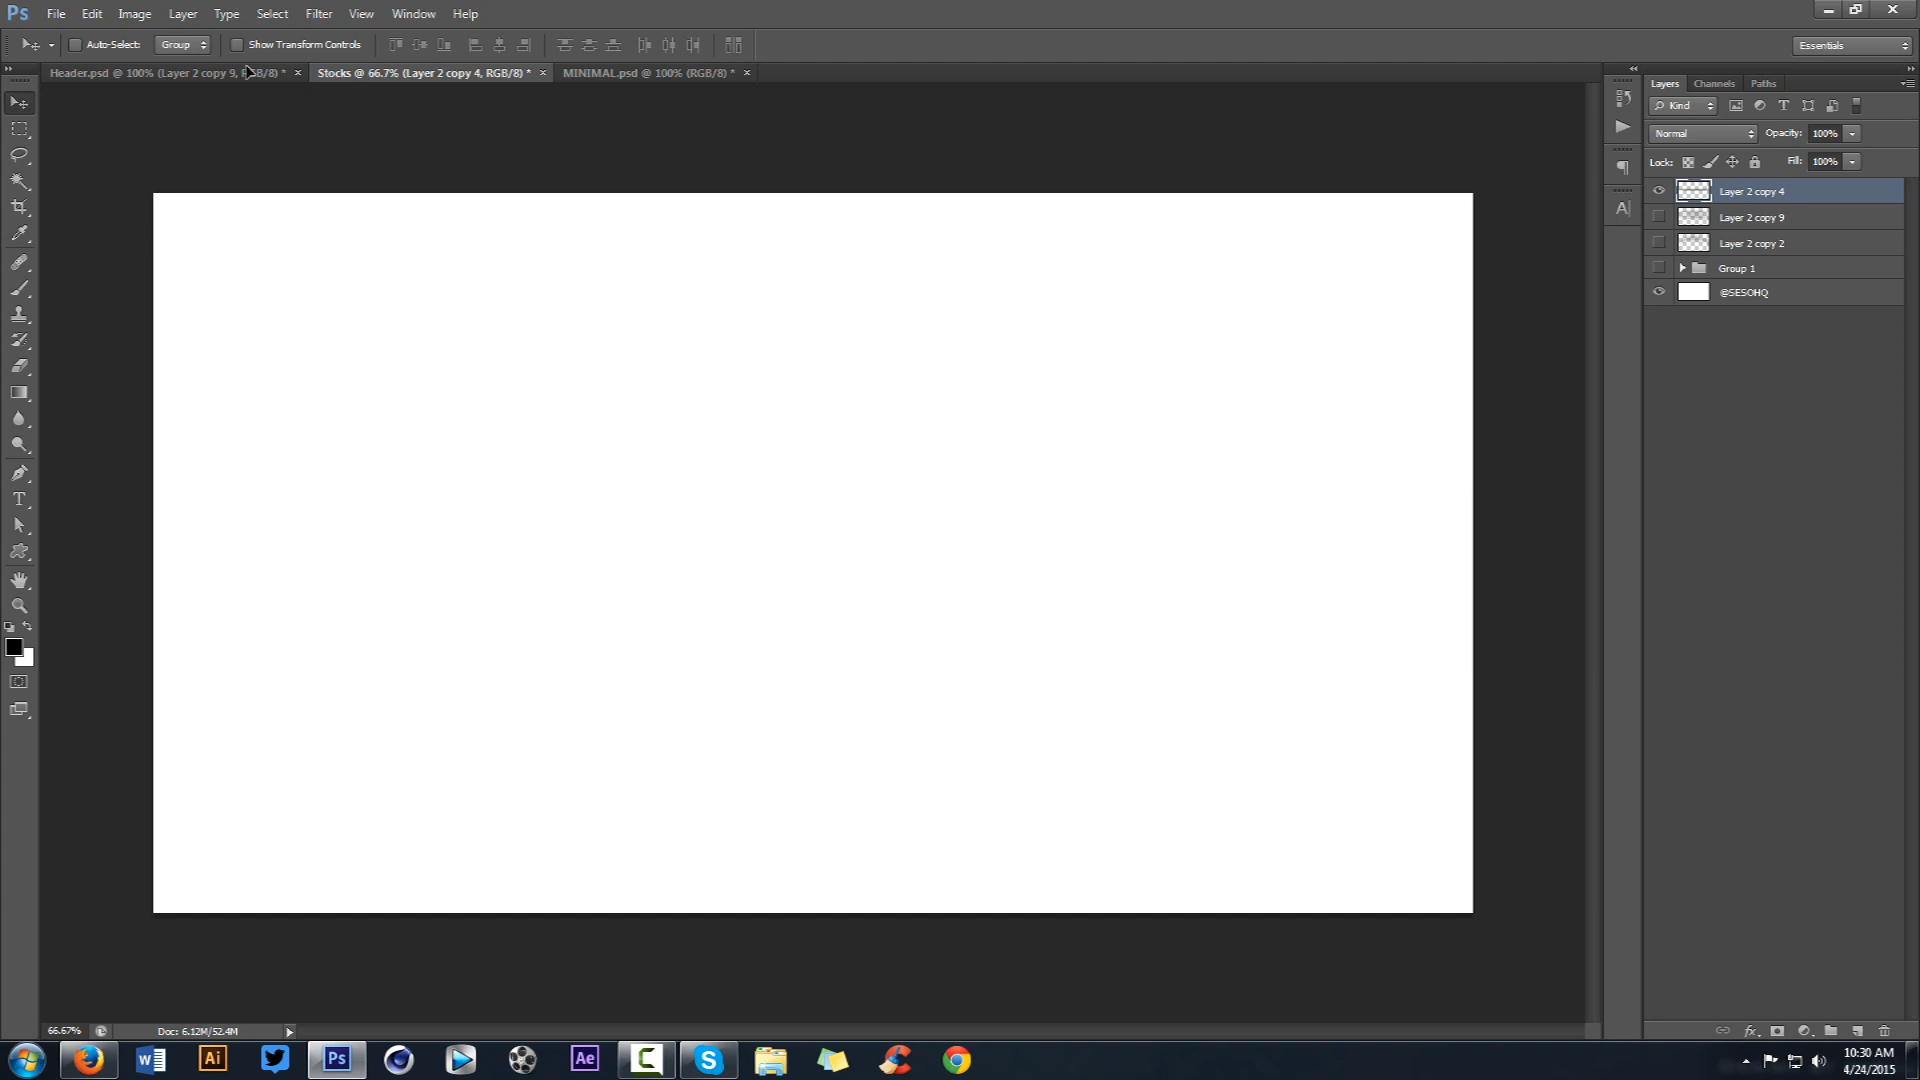 Ps File Edit Image Layer Type Select Filter View Window Help
Auto-Select: Group Show Transform Controls Essentials
Header.psd @ 100% (Layer 2 copy 9, RGB/8) * × Stocks @ 66.7% (Layer 2 copy 4, RGB/8) * × MINIMAL.psd @ 100% (RGB/8) * ×
Layers Channels Paths
Kind
Normal Opacity: 100%
Lock: Fill: 100%
Layer 2 copy 4
Layer 2 copy 9
Layer 2 copy 2
Group 1
@SESOHQ
66.67% Doc: 6.12M/52.4M
Ai Ps Ae
10:30 AM
4/24/2015